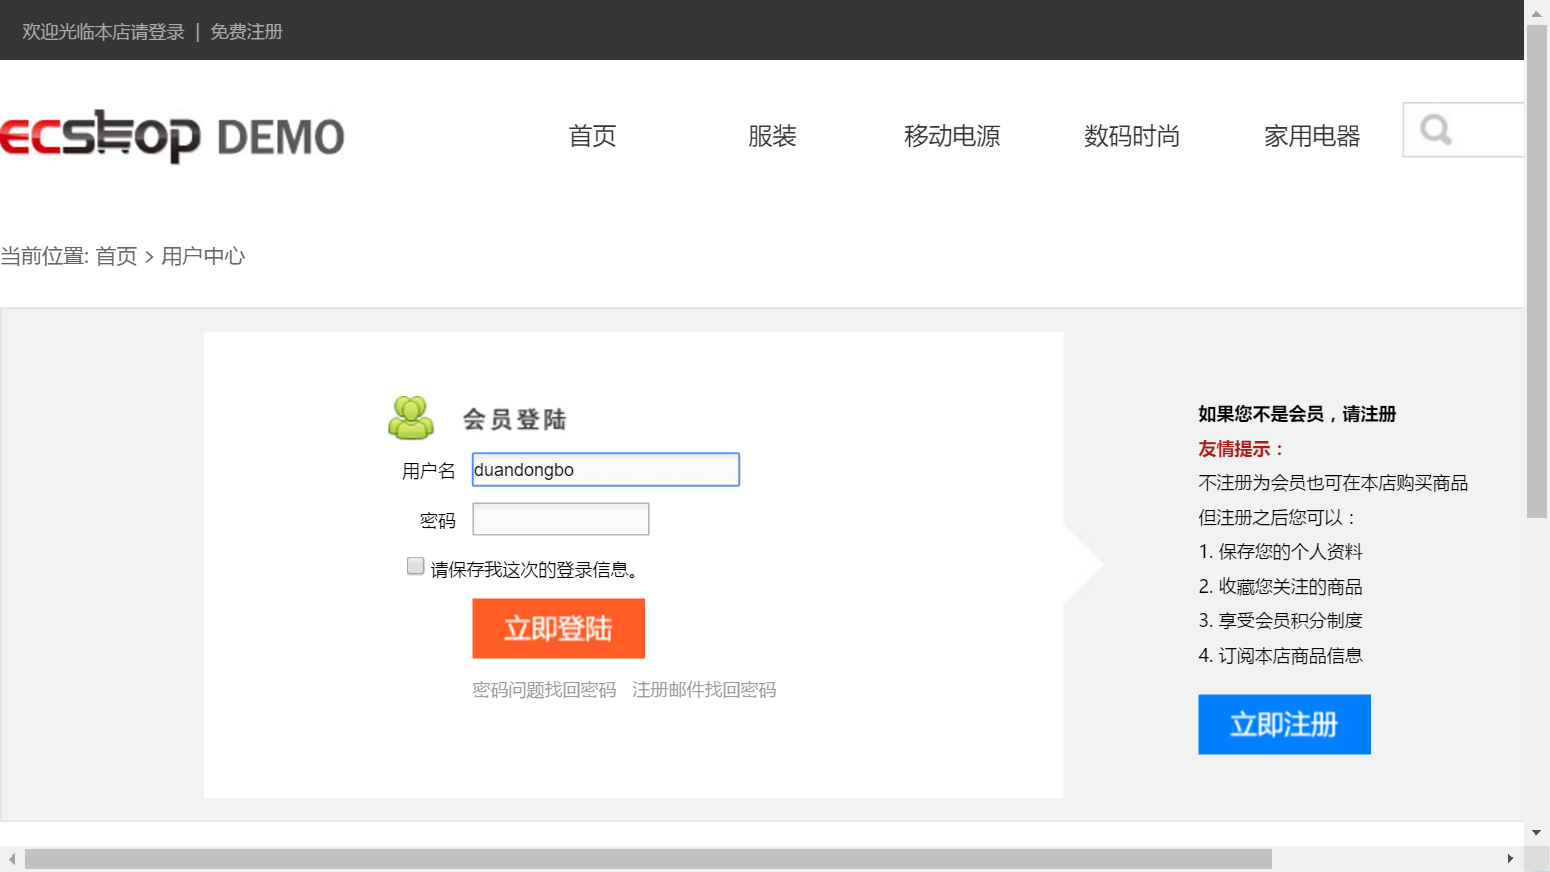 欢迎光临本店请登录 | 免费注册
ECShop DEMO
首页 服装 移动电源 数码时尚 家用电器
当前位置: 首页 > 用户中心
会员登陆
用户名 duandongbo
密码
请保存我这次的登录信息。
立即登陆
密码问题找回密码 注册邮件找回密码
如果您不是会员，请注册
友情提示：
不注册为会员也可在本店购买商品
但注册之后您可以：
1. 保存您的个人资料
2. 收藏您关注的商品
3. 享受会员积分制度
4. 订阅本店商品信息
立即注册